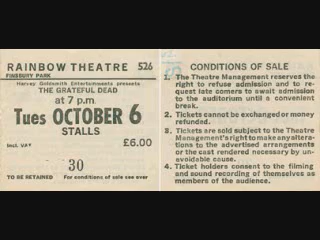 RAINBOW THEATRE 526
FINSBURY PARK
Harvey Goldsmith Entertainments presents
THE GRATEFUL DEAD
at 7 p.m.
Tues OCTOBER 6
STALLS
Incl. VAT £6.00
30
TO BE RETAINED For conditions of sale see over
CONDITIONS OF SALE
1. The Theatre Management reserves the
right to refuse admission and to re-
quest late comers to await admission
to the auditorium until a convenient
break.
2. Tickets cannot be exchanged or money
refunded.
3. Tickets are sold subject to the Theatre
Management's right to make any altera-
tions to the advertised arrangements
or the cast rendered necessary by un-
avoidable cause.
4. Ticket holders consent to the filming
and sound recording of themselves as
members of the audience.